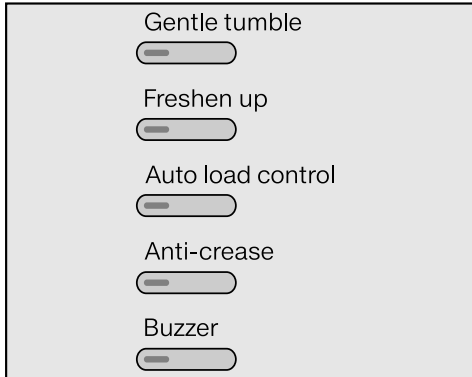 Gentle tumble
Freshen up
Auto load control
Anti-crease
Buzzer